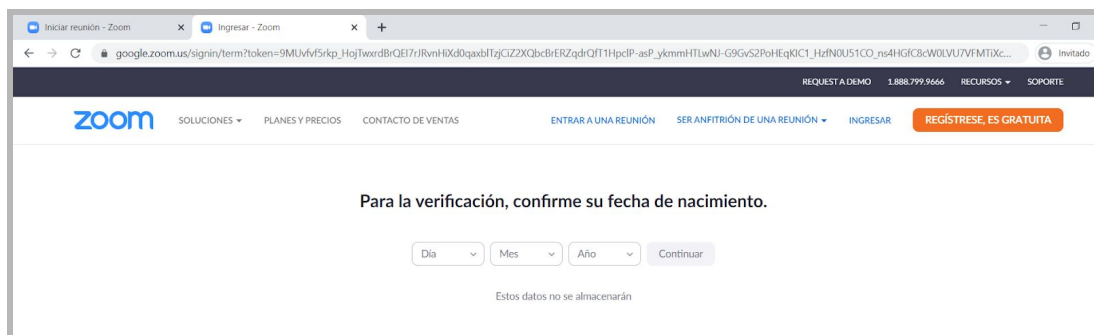 Iniciar reunión - Zoom
Ingresar - Zoom
google.zoom.us/signin/term?token=9MUvfvf5rkp_HojTwxrdBrQEI7rJRvnHiXd0qaxblTzjCiZ2XQbcBrERZqdrQfT1HpclP-asP_ykmmHTLwNJ-G9GvS2PoHEqKIC1_HzfN0U51CO_ns4HGfC8cW0LVU7VFMTiXc...
Invitado
REQUEST A DEMO 1.888.799.9666 RECURSOS SOPORTE
zoom SOLUCIONES PLANES Y PRECIOS CONTACTO DE VENTAS ENTRAR A UNA REUNIÓN SER ANFITRIÓN DE UNA REUNIÓN INGRESAR REGÍSTRESE, ES GRATUITA
Para la verificación, confirme su fecha de nacimiento.
Día Mes Año Continuar
Estos datos no se almacenarán